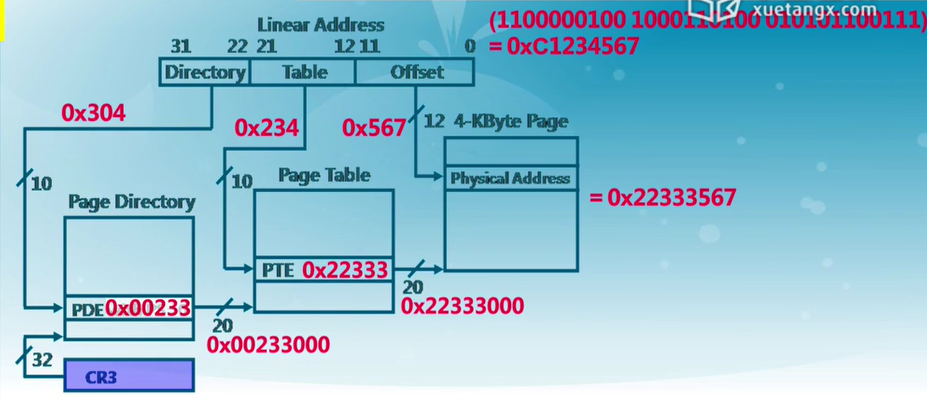 xuetangx.com
(1100000100 1000110100 010101100111)
= 0xC1234567
Linear Address
31 22 21 12 11 0
Directory Table Offset
0x304
0x234
0x567
12 4-KByte Page
10
10
Page Table
Physical Address
= 0x22333567
Page Directory
PTE 0x22333
20
0x22333000
PDE 0x00233
20
0x00233000
32
CR3